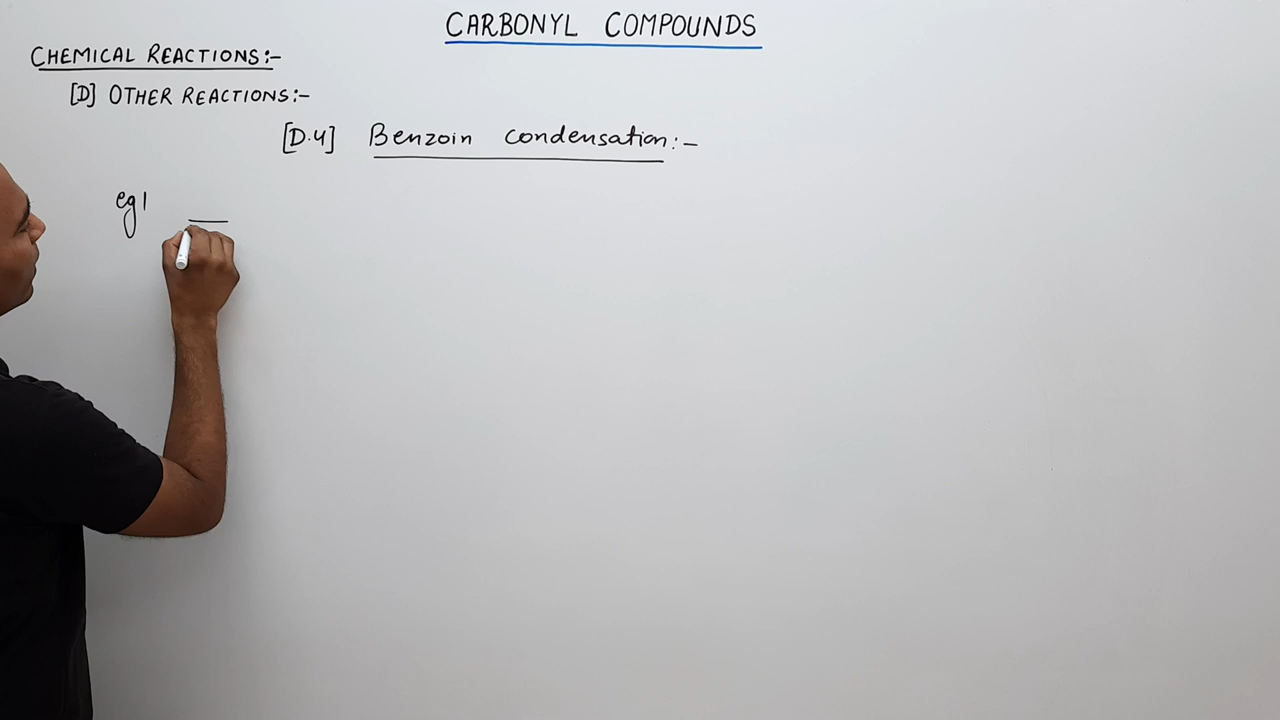 CARBONYL COMPOUNDS
CHEMICAL REACTIONS:-
[D] OTHER REACTIONS:-
[D.4] Benzoin condensation:-
eg1